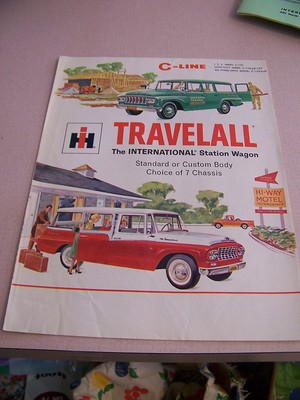 C-LINE
IH
TRAVELALL
The INTERNATIONAL Station Wagon
Standard or Custom Body
Choice of 7 Chassis
HI-WAY
MOTEL